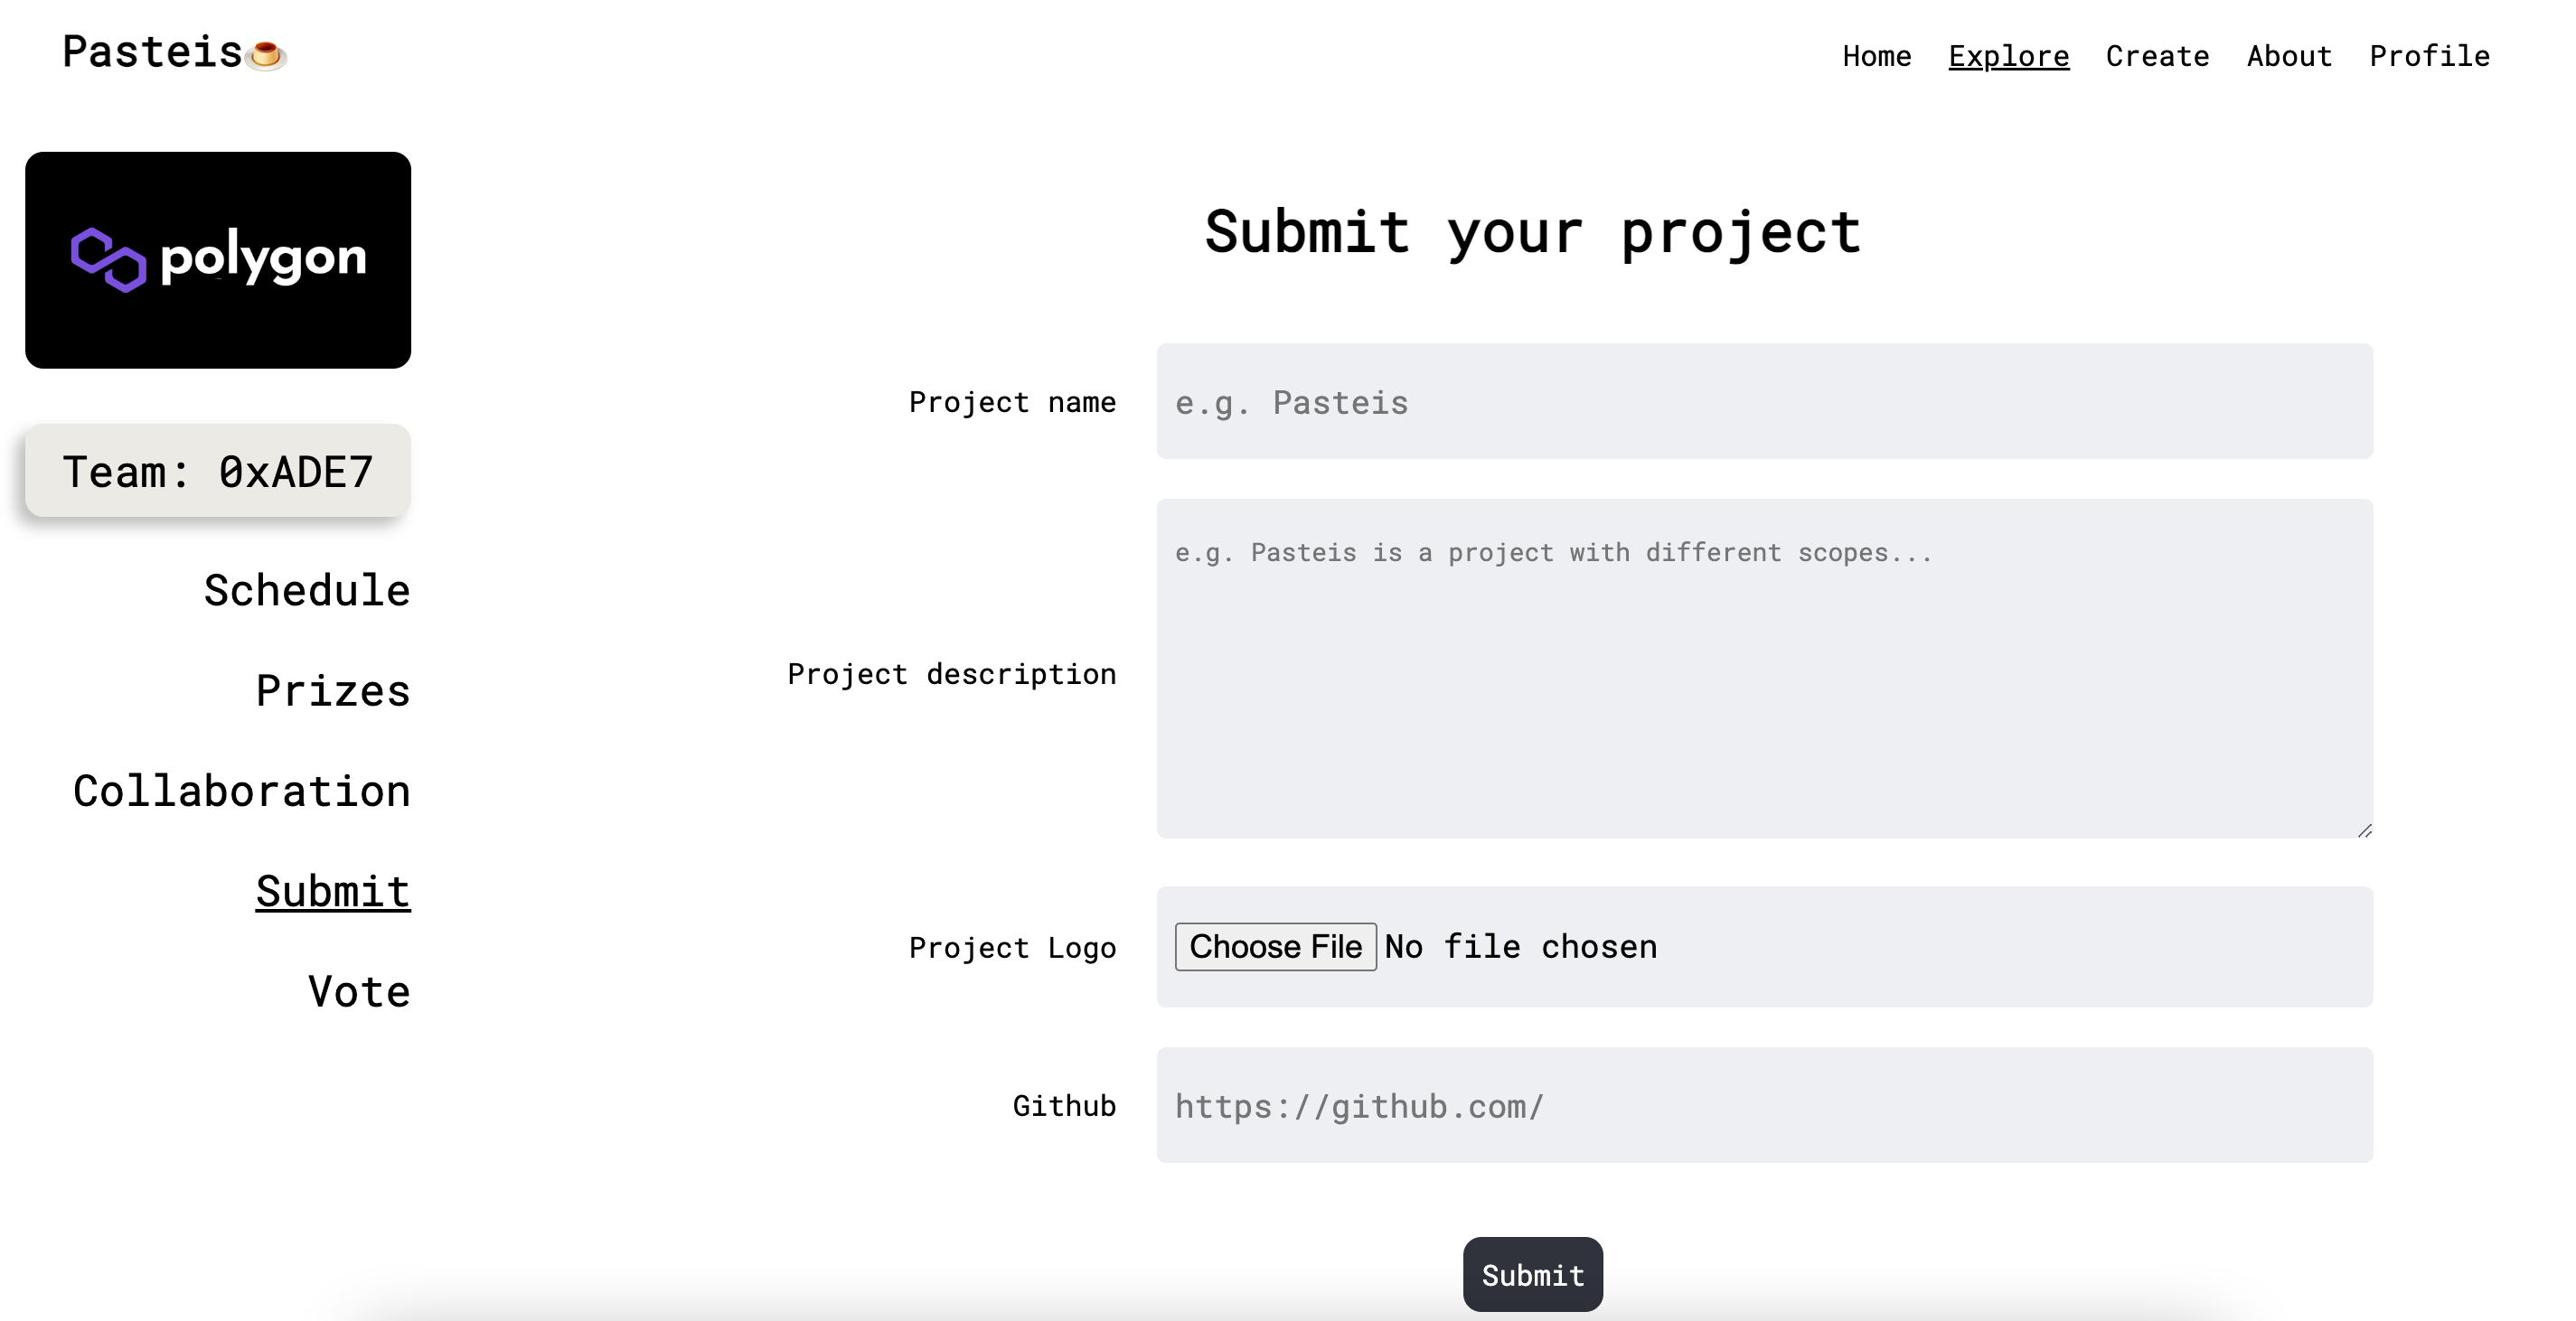 Pasteis🍮
Home Explore Create About Profile
polygon
Team: 0xADE7
Schedule
Prizes
Collaboration
Submit
Vote
Submit your project
Project name
e.g. Pasteis
Project description
e.g. Pasteis is a project with different scopes...
Project Logo
Choose File No file chosen
Github
https://github.com/
Submit